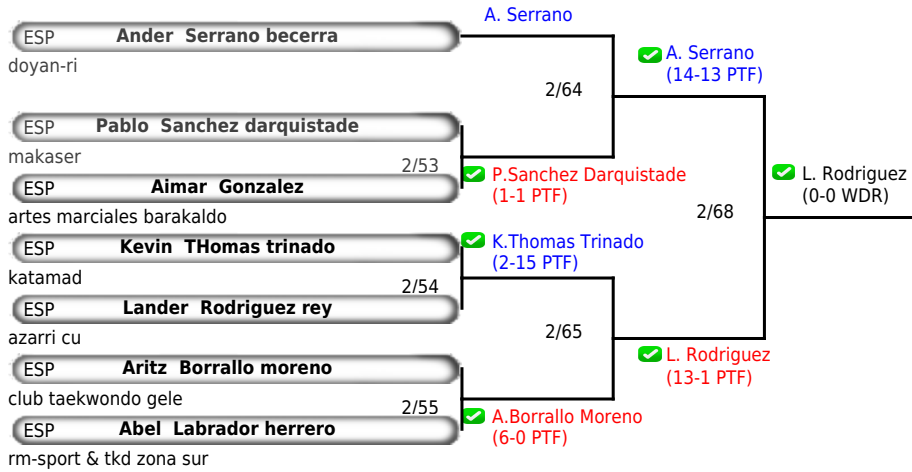 A. Serrano
ESP Ander Serrano becerra
doyan-ri
A. Serrano
(14-13 PTF)
2/64
ESP Pablo Sanchez darquistade
makaser
2/53
P.Sanchez Darquistade
(1-1 PTF)
ESP Aimar Gonzalez
artes marciales barakaldo
L. Rodriguez
(0-0 WDR)
2/68
ESP Kevin THomas trinado
katamad
K.Thomas Trinado
(2-15 PTF)
2/54
ESP Lander Rodriguez rey
azarri cu
2/65
L. Rodriguez
(13-1 PTF)
ESP Aritz Borrallo moreno
club taekwondo gele
2/55
A.Borrallo Moreno
(6-0 PTF)
ESP Abel Labrador herrero
rm-sport & tkd zona sur